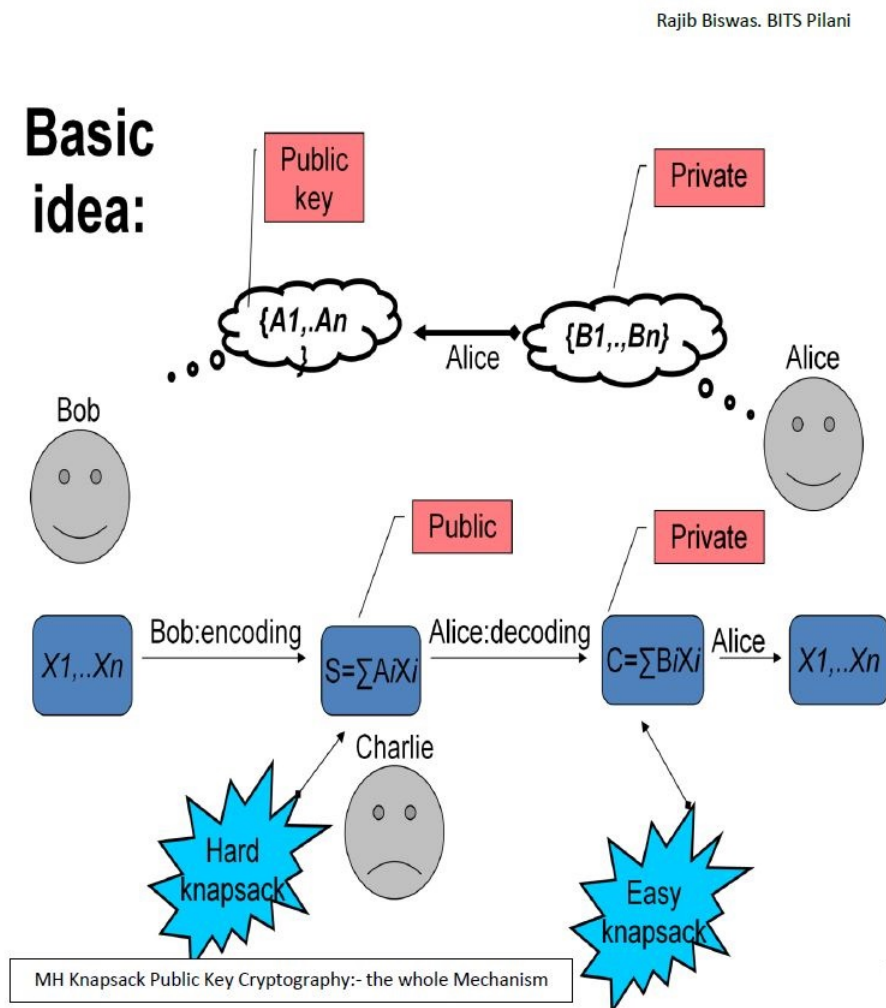 Rajib Biswas. BITS Pilani
Basic
idea:
Public
key
Private
{A1,.An
}
Alice
{B1,.,Bn}
Alice
Bob
Public
Private
X1,..Xn
Bob:encoding
S=∑AiXi
Alice:decoding
C=∑BiXi
Alice
X1,..Xn
Charlie
Hard
knapsack
Easy
knapsack
MH Knapsack Public Key Cryptography:- the whole Mechanism